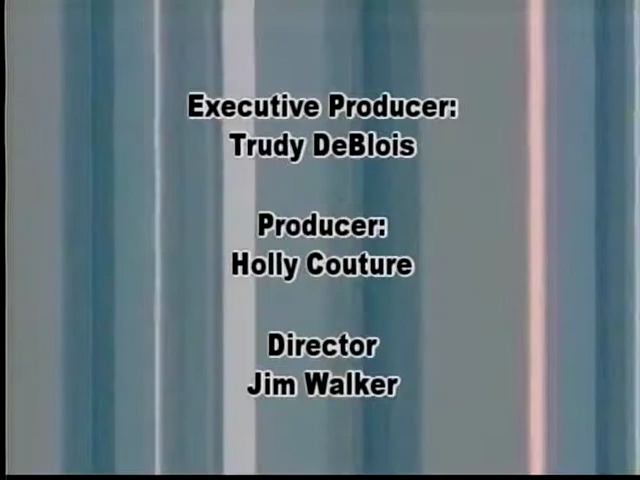 Executive Producer:
Trudy DeBlois
Producer:
Holly Couture
Director
Jim Walker